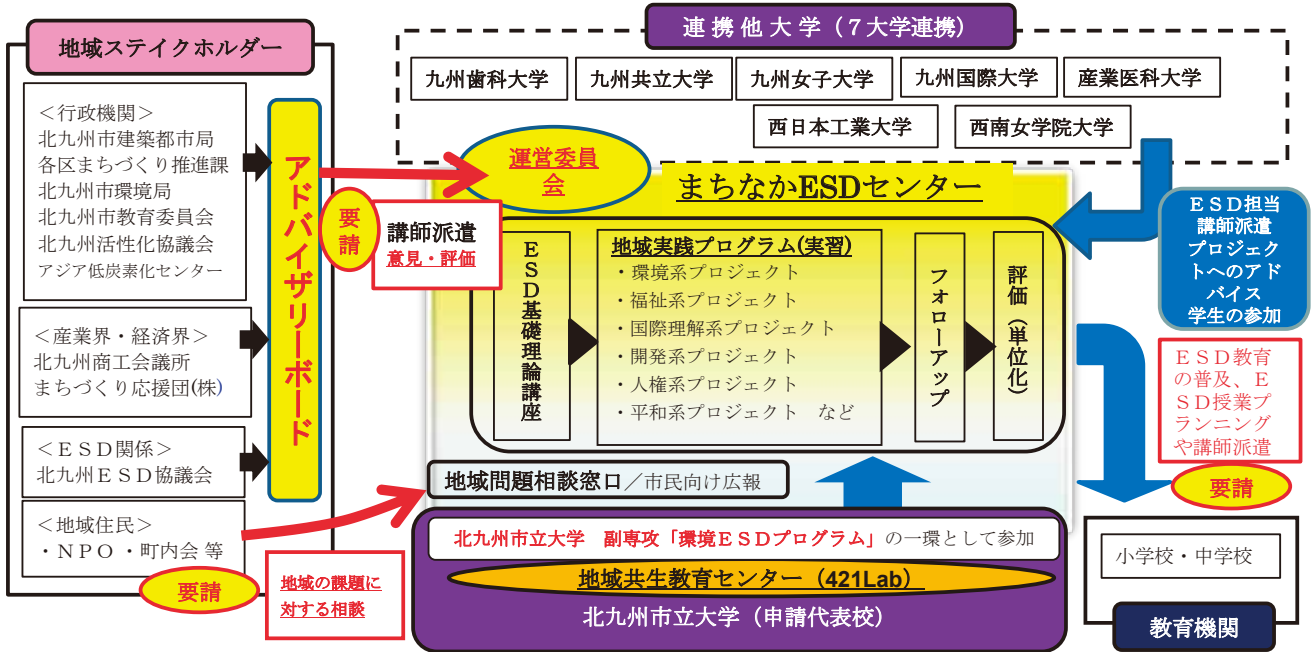 地域ステイクホルダー
＜行政機関＞
北九州市建築都市局
各区まちづくり推進課
北九州市環境局
北九州市教育委員会
北九州活性化協議会
アジア低炭素化センター
＜産業界・経済界＞
北九州商工会議所
まちづくり応援団(株)
＜ＥＳＤ関係＞
北九州ＥＳＤ協議会
＜地域住民＞
・ＮＰＯ・町内会 等
要請
アドバイザリーボード
要請
講師派遣
意見・評価
地域の課題に
対する相談
連携他大学（７大学連携）
九州歯科大学
九州共立大学
九州女子大学
九州国際大学
産業医科大学
西日本工業大学
西南女学院大学
運営委員
会
まちなかESDセンター
ＥＳＤ基礎理論講座
地域実践プログラム(実習)
・環境系プロジェクト
・福祉系プロジェクト
・国際理解系プロジェクト
・開発系プロジェクト
・人権系プロジェクト
・平和系プロジェクト　など
フォローアップ
評価（単位化）
地域問題相談窓口／市民向け広報
北九州市立大学　副専攻「環境ＥＳＤプログラム」の一環として参加
地域共生教育センター（421Lab）
北九州市立大学（申請代表校）
ＥＳＤ担当
講師派遣
プロジェク
トへのアド
バイス
学生の参加
ＥＳＤ教育
の普及、Ｅ
ＳＤ授業プ
ランニング
や講師派遣
要請
小学校・中学校
教育機関